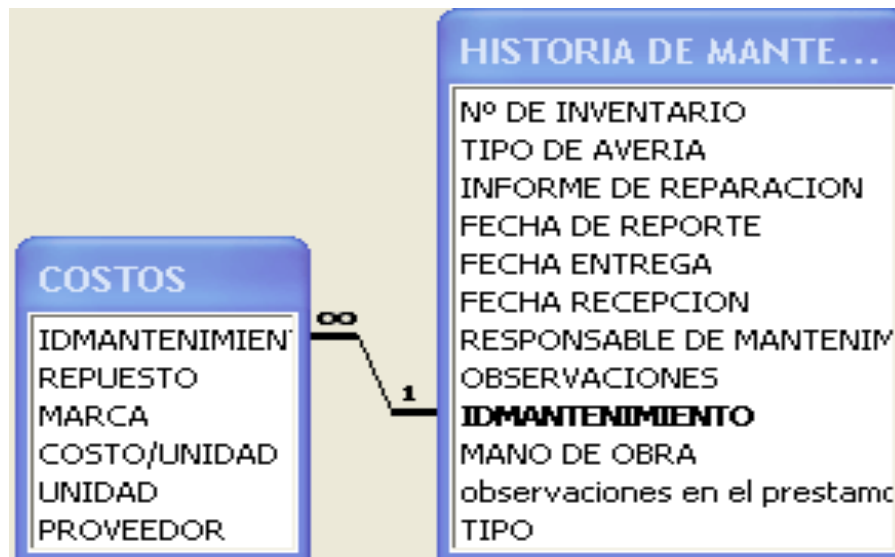 COSTOS
IDMANTENIMIEN
REPUESTO
MARCA
COSTO/UNIDAD
UNIDAD
PROVEEDOR
∞
1
HISTORIA DE MANTE...
Nº DE INVENTARIO
TIPO DE AVERIA
INFORME DE REPARACION
FECHA DE REPORTE
FECHA ENTREGA
FECHA RECEPCION
RESPONSABLE DE MANTENIM
OBSERVACIONES
IDMANTENIMIENTO
MANO DE OBRA
observaciones en el prestamo
TIPO